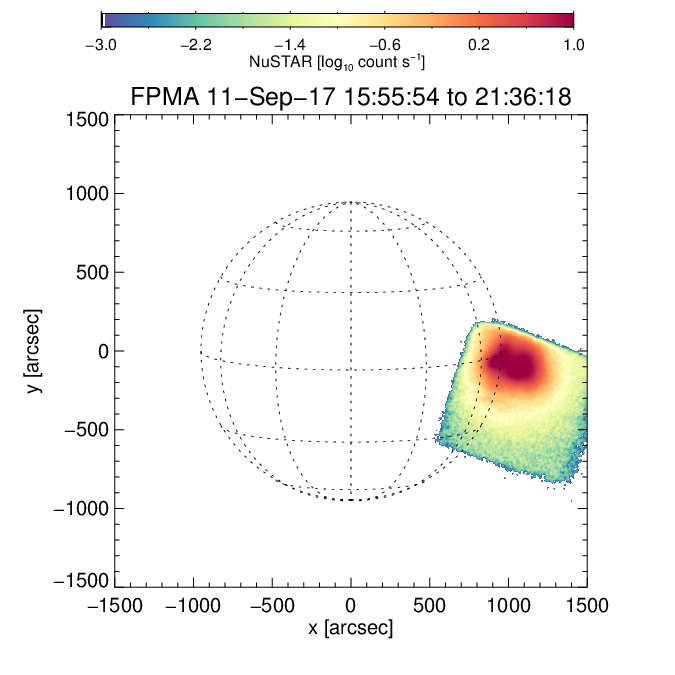 −3.0 −2.2 −1.4 −0.6 0.2 1.0
NuSTAR [log₁₀ count s⁻¹]
FPMA 11−Sep−17 15:55:54 to 21:36:18
1500
1000
500
0
−500
−1000
−1500
y [arcsec]
−1500 −1000 −500 0 500 1000 1500
x [arcsec]